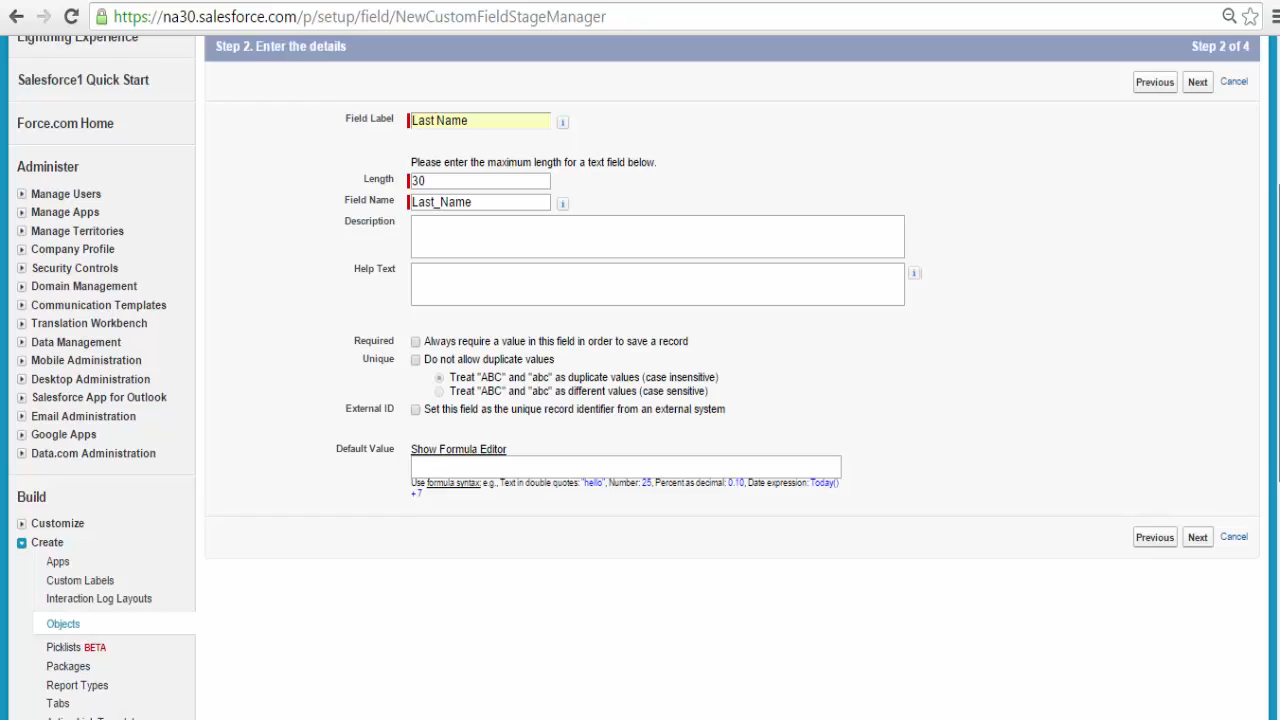 https://na30.salesforce.com/p/setup/field/NewCustomFieldStageManager
Lightning Experience
Salesforce1 Quick Start
Force.com Home
Administer
Manage Users
Manage Apps
Manage Territories
Company Profile
Security Controls
Domain Management
Communication Templates
Translation Workbench
Data Management
Mobile Administration
Desktop Administration
Salesforce App for Outlook
Email Administration
Google Apps
Data.com Administration
Build
Customize
Create
Apps
Custom Labels
Interaction Log Layouts
Objects
Picklists BETA
Packages
Report Types
Tabs
Step 2. Enter the details
Step 2 of 4
Previous Next Cancel
Field Label Last Name i
Please enter the maximum length for a text field below.
Length 30
Field Name Last_Name i
Description
Help Text i
Required Always require a value in this field in order to save a record
Unique Do not allow duplicate values
Treat "ABC" and "abc" as duplicate values (case insensitive)
Treat "ABC" and "abc" as different values (case sensitive)
External ID Set this field as the unique record identifier from an external system
Default Value Show Formula Editor
Use formula syntax: e.g., Text in double quotes: "hello", Number: 25, Percent as decimal: 0.10, Date expression: Today()
+ 7
Previous Next Cancel